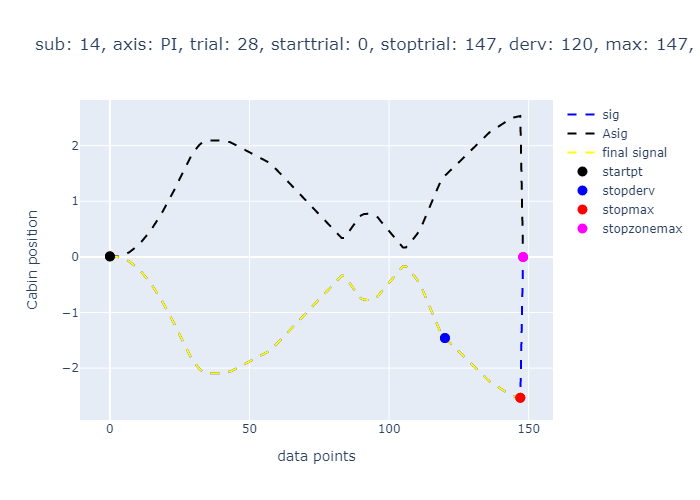 sub: 14, axis: PI, trial: 28, starttrial: 0, stoptrial: 147, derv: 120, max: 147,
sig
Asig
final signal
startpt
stopderv
stopmax
stopzonemax
Cabin position
2
1
0
−1
−2
0
50
100
150
data points